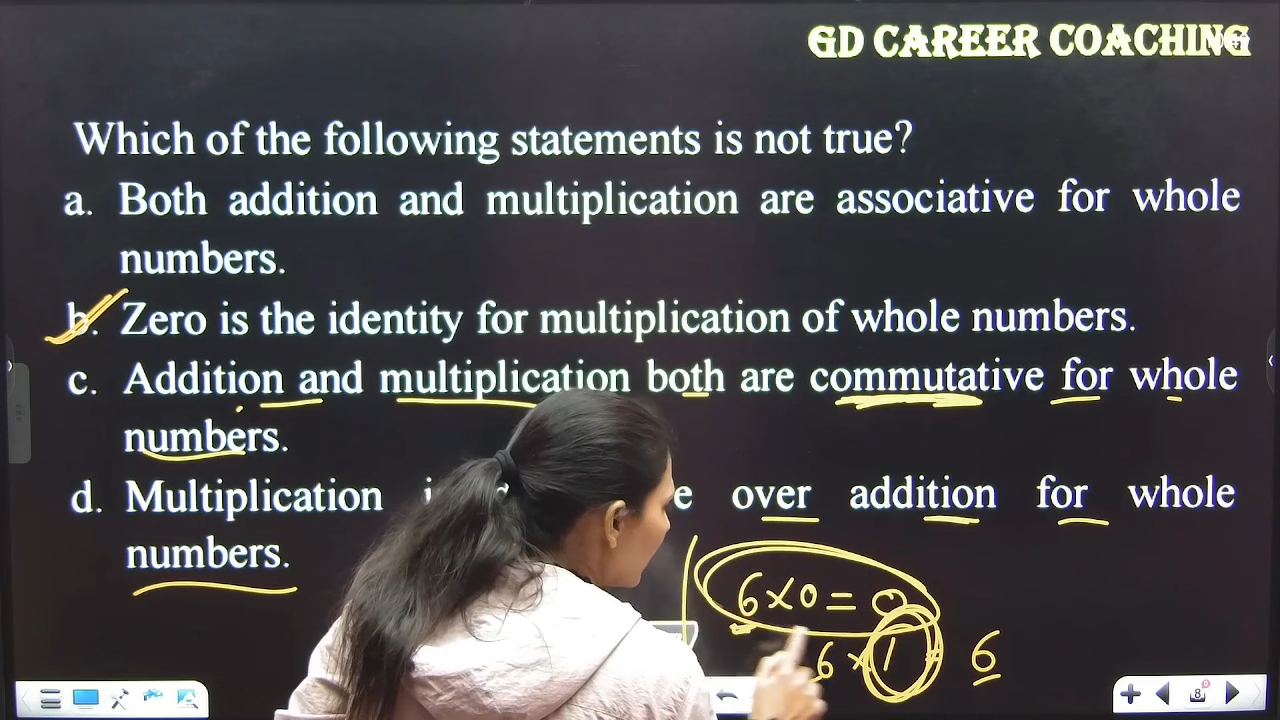 GD CAREER COACHING
Which of the following statements is not true?
a. Both addition and multiplication are associative for whole
numbers.
b. Zero is the identity for multiplication of whole numbers.
c. Addition and multiplication both are commutative for whole
numbers.
d. Multiplication over addition for whole
numbers.
6 × 0 = 0
6 × 1 = 6
8